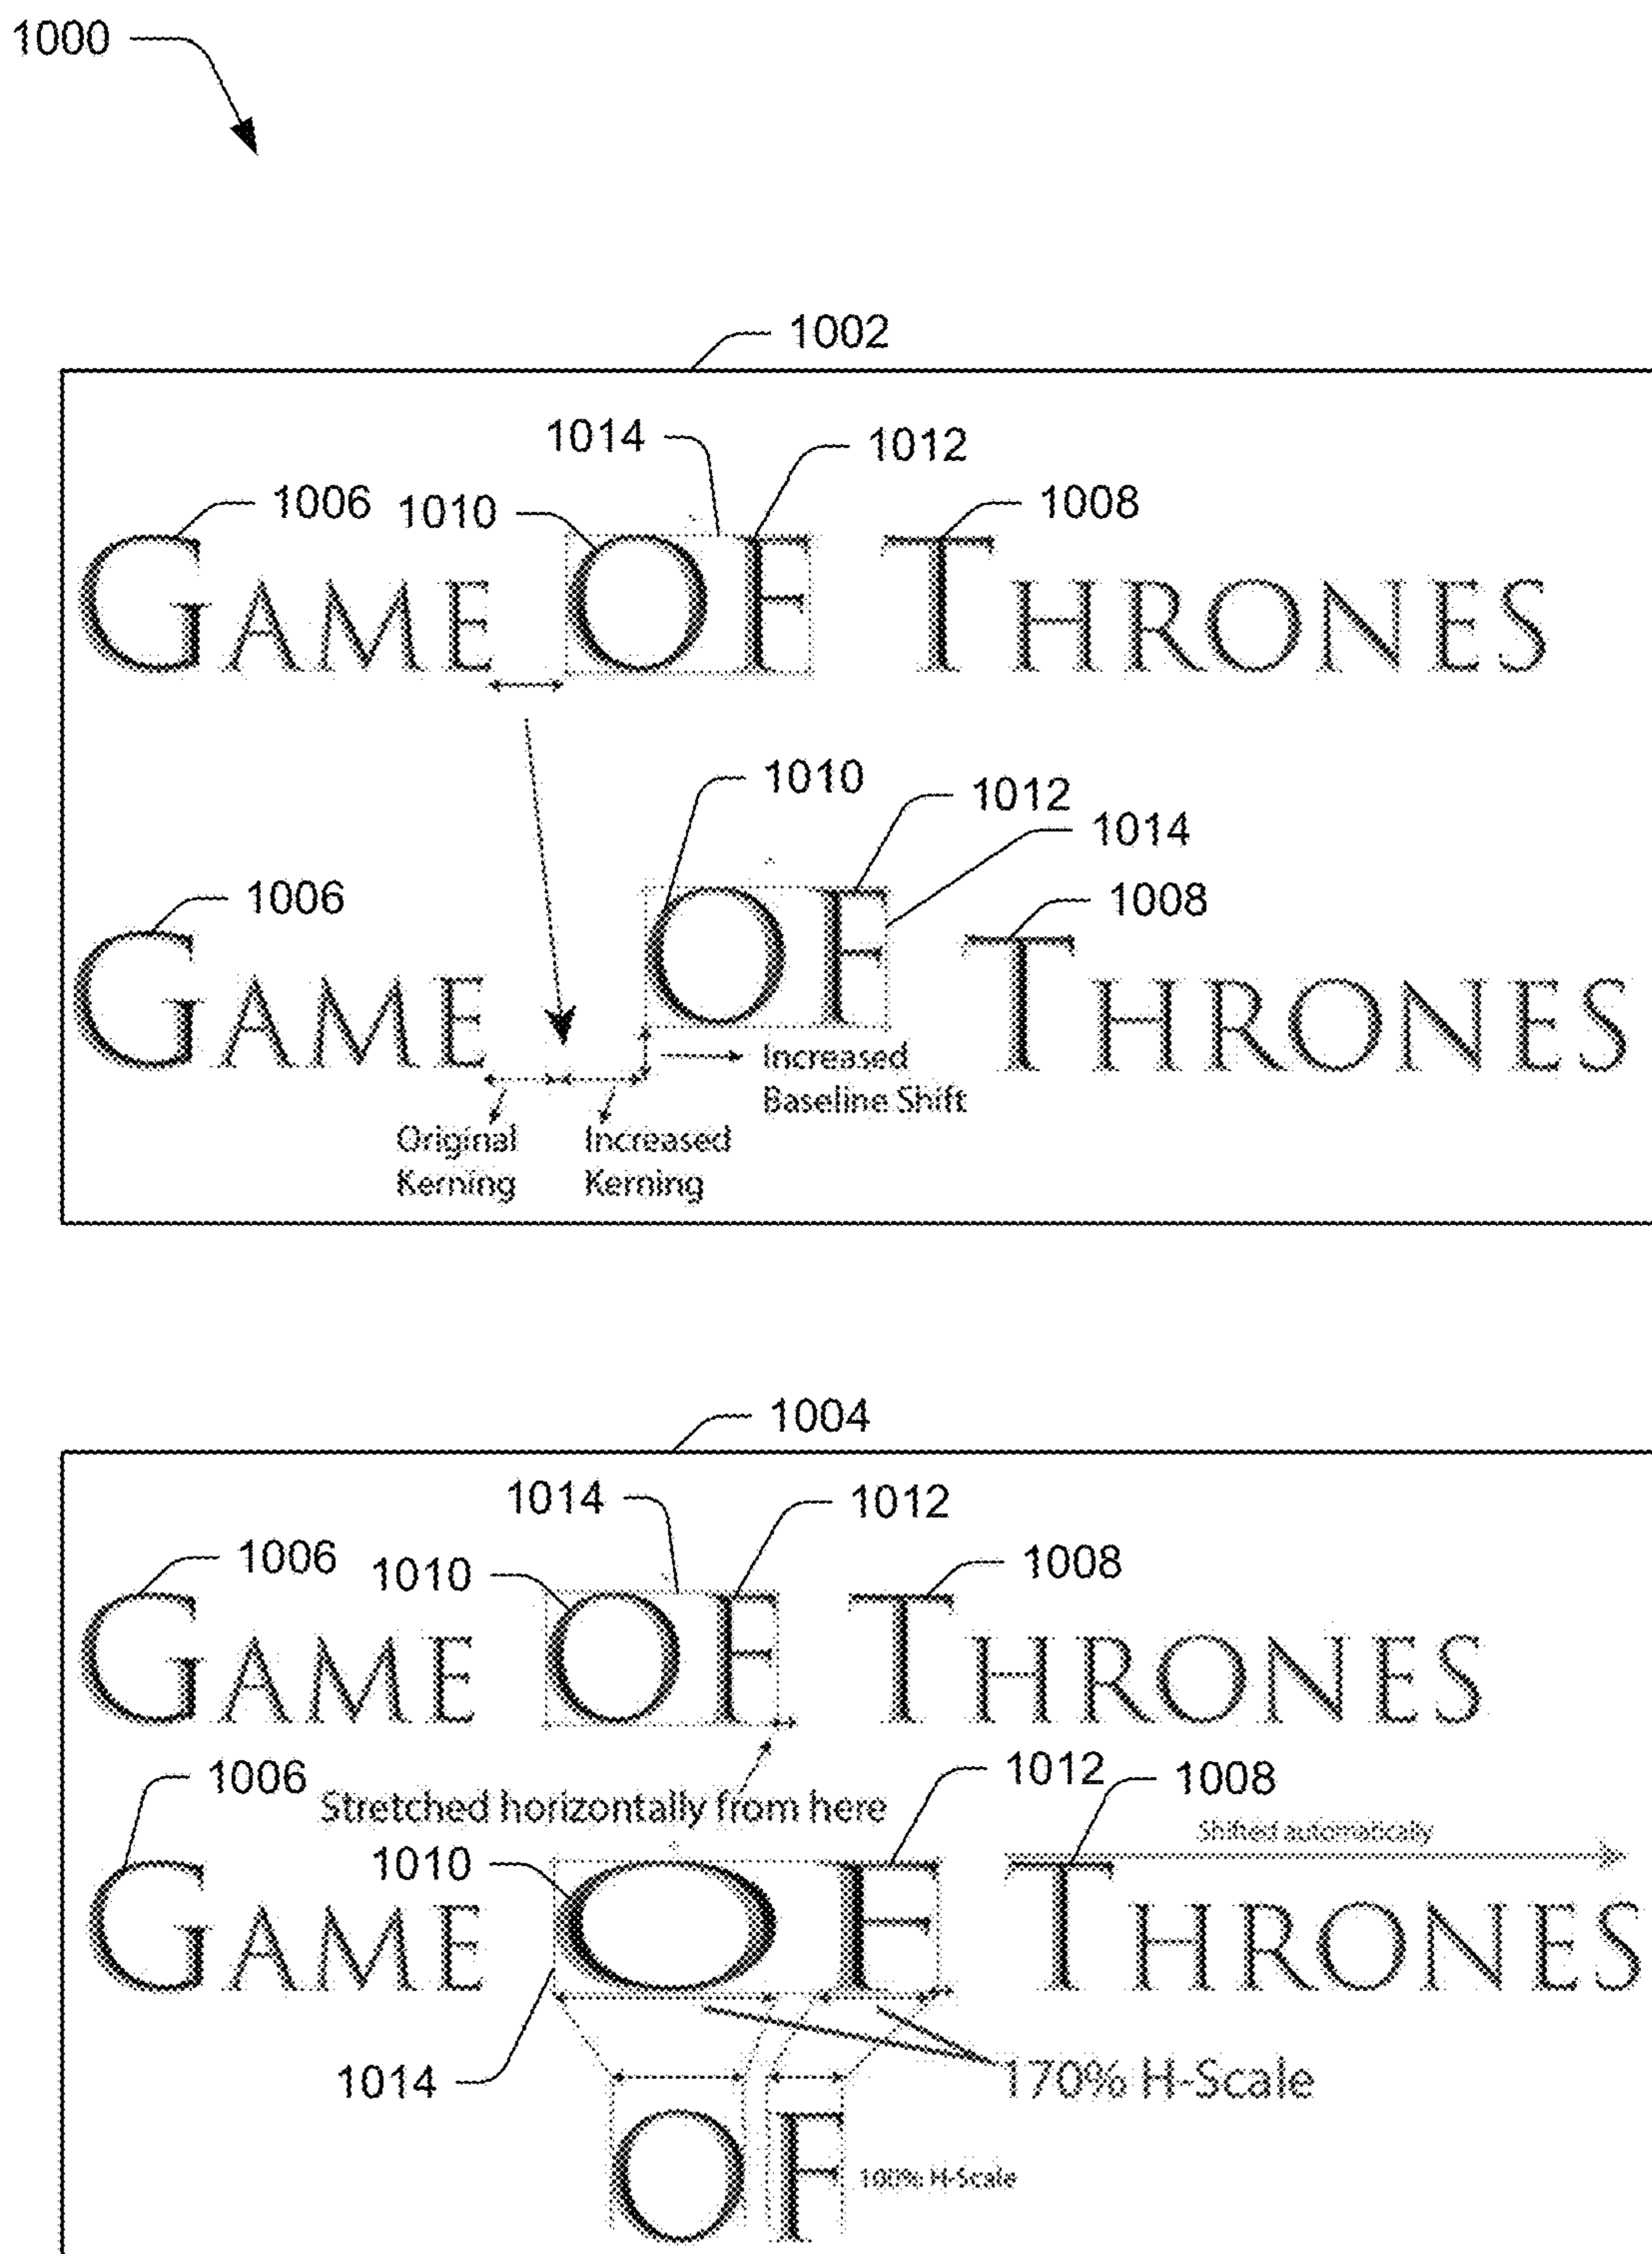 1000
1002
1014 1012
1006 1010 1008
GAME OF THRONES
1010 1012
1014
1006 1008
GAME OF THRONES
Increased
Baseline Shift
Original Increased
Kerning Kerning
1004
1014 1012
1006 1010 1008
GAME OF THRONES
1006 1012 1008
Stretched horizontally from here
Shifted automatically
1010
GAME OF THRONES
1014
170% H-Scale
OF
100% H-Scale